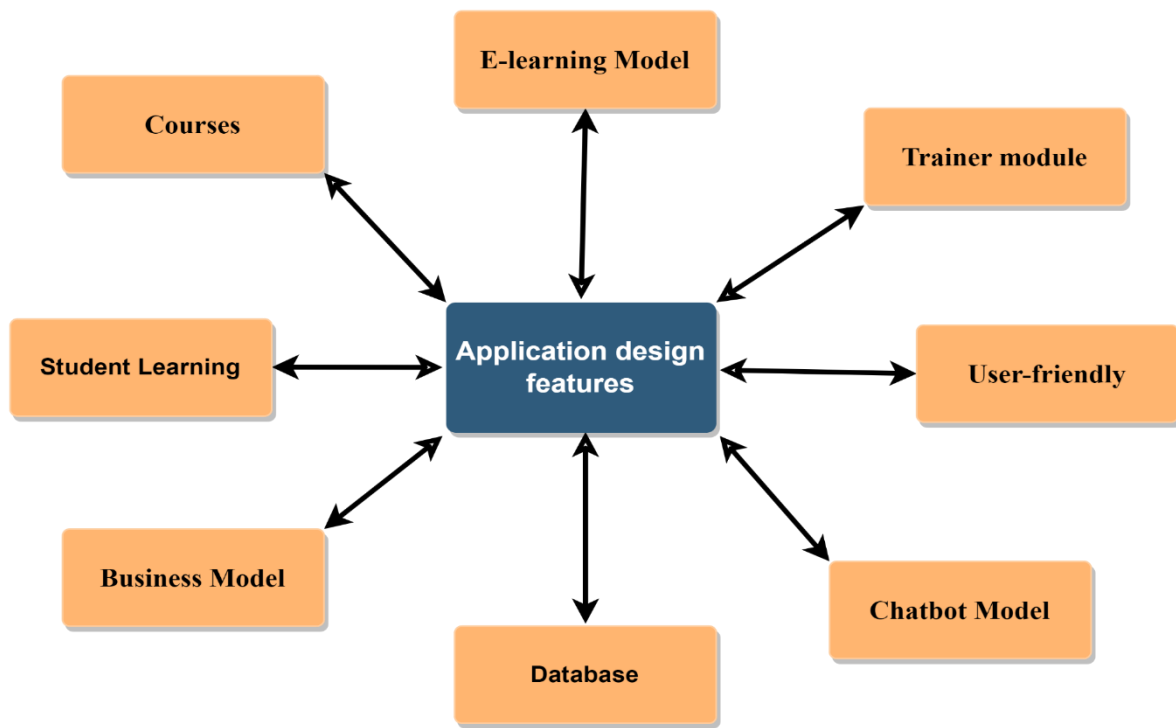 E-learning Model
Courses
Trainer module
Application design
features
Student Learning
User-friendly
Business Model
Chatbot Model
Database